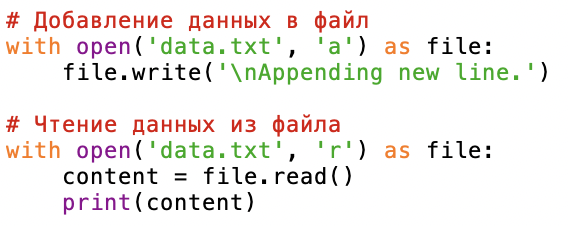 # Добавление данных в файл
with open('data.txt', 'a') as file:
    file.write('\nAppending new line.')

# Чтение данных из файла
with open('data.txt', 'r') as file:
    content = file.read()
    print(content)